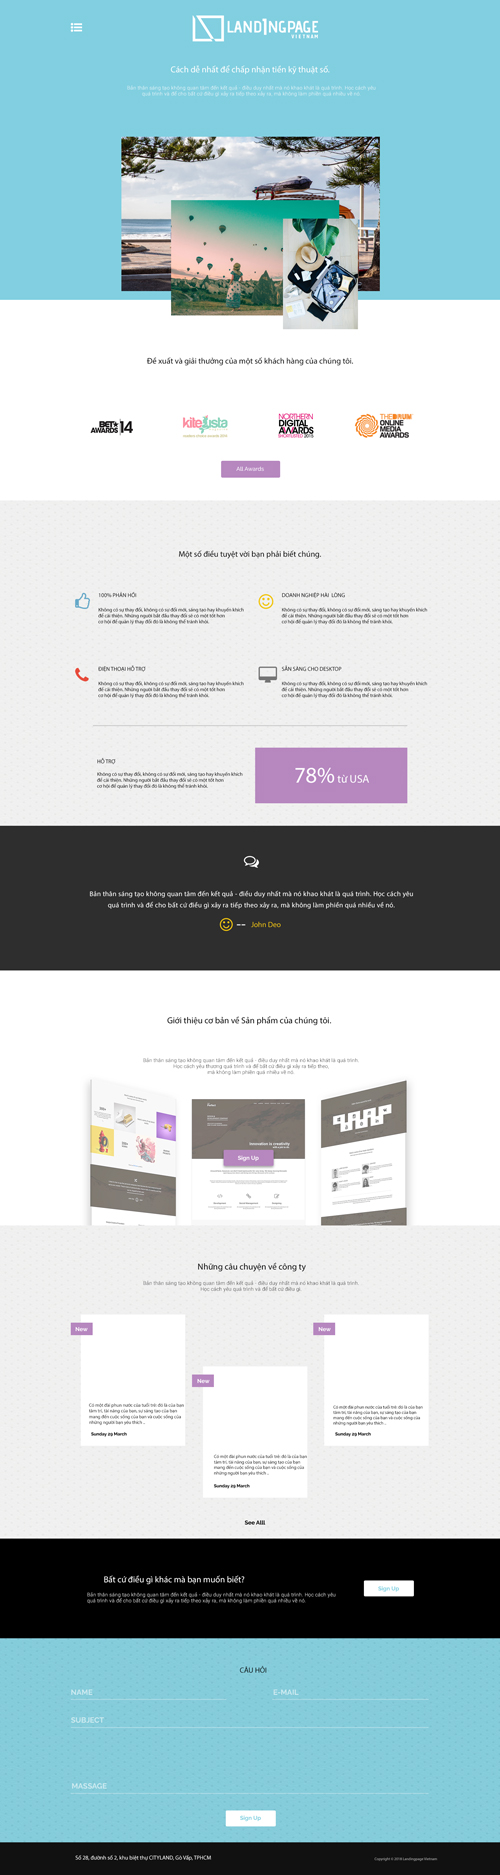 LAND1NGPAGE
VIETNAM
Cách dễ nhất để chấp nhận tiền kỹ thuật số.
Bản thân sáng tạo không quan tâm đến kết quả - điều duy nhất mà nó khao khát là quá trình. Học cách yêu
quá trình và để cho bất cứ điều gì xảy ra tiếp theo xảy ra, mà không làm phiền quá nhiều về nó.
Đề xuất và giải thưởng của một số khách hàng của chúng tôi.
BET★
AWARDS 14
kite
justa
NORTHERN
DIGITAL
AWARDS
SHORTLISTED 2015
THEDRUM
ONLINE
MEDIA
AWARDS
All Awards
Một số điều tuyệt vời bạn phải biết chúng.
100% PHẢN HỒI
Không có sự thay đổi, không có sự đổi mới, sáng tạo hay khuyến khích
để cải thiện. Những người bắt đầu thay đổi sẽ có một tốt hơn
cơ hội để quản lý thay đổi đó là không thể tránh khỏi.
DOANH NGHIỆP HÀI LÒNG
Không có sự thay đổi, không có sự đổi mới, sáng tạo hay khuyến khích
để cải thiện. Những người bắt đầu thay đổi sẽ có một tốt hơn
cơ hội để quản lý thay đổi đó là không thể tránh khỏi.
ĐIỆN THOẠI HỖ TRỢ
Không có sự thay đổi, không có sự đổi mới, sáng tạo hay khuyến khích
để cải thiện. Những người bắt đầu thay đổi sẽ có một tốt hơn
cơ hội để quản lý thay đổi đó là không thể tránh khỏi.
SẴN SÀNG CHO DESKTOP
Không có sự thay đổi, không có sự đổi mới, sáng tạo hay khuyến khích
để cải thiện. Những người bắt đầu thay đổi sẽ có một tốt hơn
cơ hội để quản lý thay đổi đó là không thể tránh khỏi.
HỖ TRỢ
Không có sự thay đổi, không có sự đổi mới, sáng tạo hay khuyến khích
để cải thiện. Những người bắt đầu thay đổi sẽ có một tốt hơn
cơ hội để quản lý thay đổi đó là không thể tránh khỏi.
78% từ USA
Bản thân sáng tạo không quan tâm đến kết quả - điều duy nhất mà nó khao khát là quá trình. Học cách yêu
quá trình và để cho bất cứ điều gì xảy ra tiếp theo xảy ra, mà không làm phiền quá nhiều về nó.
-- John Deo
Giới thiệu cơ bản về Sản phẩm của chúng tôi.
Bản thân sáng tạo không quan tâm đến kết quả - điều duy nhất mà nó khao khát là quá trình.
Học cách yêu thương quá trình và để bất cứ điều gì xảy ra tiếp theo,
mà không làm phiền quá nhiều về nó.
Innovation is creativity
Sign Up
Những câu chuyện về công ty
Bản thân sáng tạo không quan tâm đến kết quả - điều duy nhất mà nó khao khát là quá trình.
Học cách yêu quá trình và để bất cứ điều gì.
New
Có một đài phun nước của tuổi trẻ: đó là của bạn
tâm trí, tài năng của bạn, sự sáng tạo của bạn
mang đến cuộc sống của bạn và cuộc sống của
những người bạn yêu thích ..
Sunday 29 March
New
Có một đài phun nước của tuổi trẻ: đó là của bạn
tâm trí, tài năng của bạn, sự sáng tạo của bạn
mang đến cuộc sống của bạn và cuộc sống của
những người bạn yêu thích ..
Sunday 29 March
New
Có một đài phun nước của tuổi trẻ: đó là của bạn
tâm trí, tài năng của bạn, sự sáng tạo của bạn
mang đến cuộc sống của bạn và cuộc sống của
những người bạn yêu thích ..
Sunday 29 March
See Alll
Bất cứ điều gì khác mà bạn muốn biết?
Bản thân sáng tạo không quan tâm đến kết quả - điều duy nhất mà nó khao khát là quá trình. Học cách yêu
quá trình và để cho bất cứ điều gì xảy ra tiếp theo xảy ra, mà không làm phiền quá nhiều về nó.
Sign Up
CÂU HỎI
NAME
E-MAIL
SUBJECT
MASSAGE
Sign Up
Số 28, đường số 2, khu biệt thự CITYLAND, Gò Vấp, TPHCM
Copyright © 2018 Landingpage Vietnam